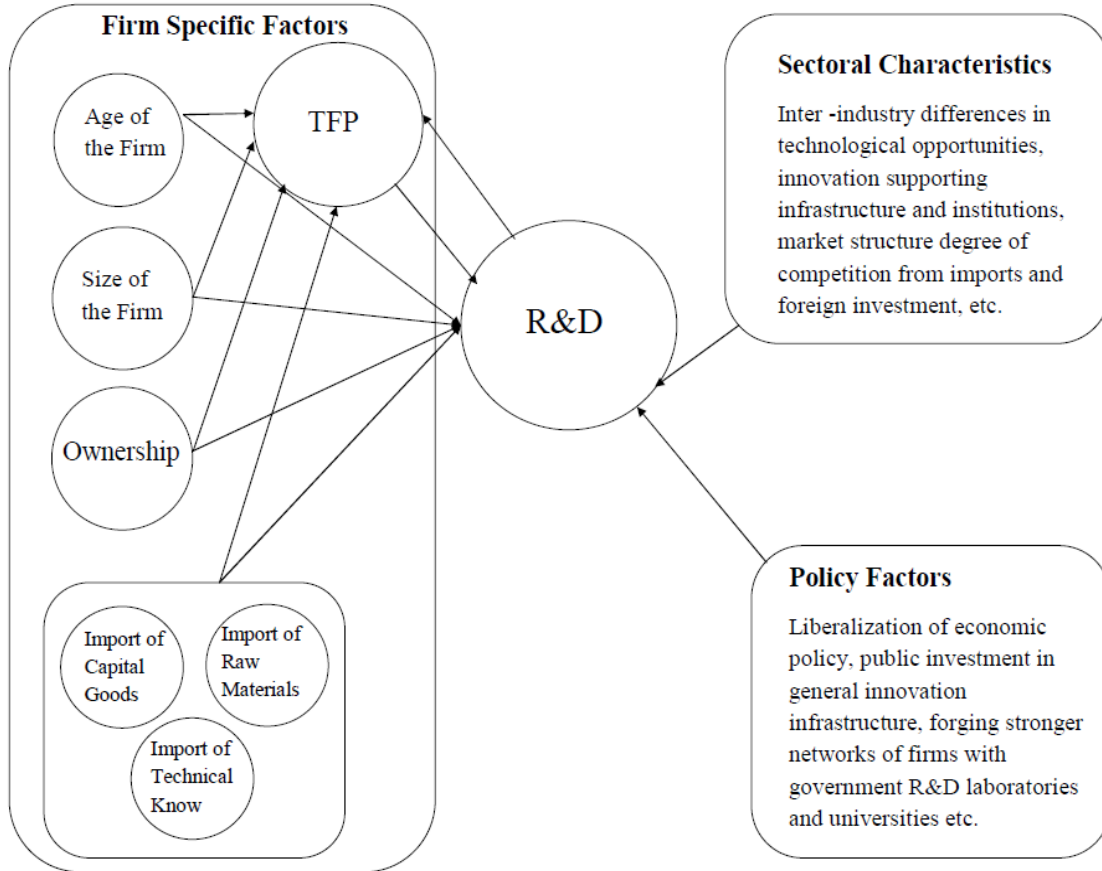 Firm Specific Factors
Age of
the Firm
TFP
Size of
the Firm
Ownership
Import of
Capital
Goods
Import of
Raw
Materials
Import of
Technical
Know
R&D
Sectoral Characteristics
Inter -industry differences in
technological opportunities,
innovation supporting
infrastructure and institutions,
market structure degree of
competition from imports and
foreign investment, etc.
Policy Factors
Liberalization of economic
policy, public investment in
general innovation
infrastructure, forging stronger
networks of firms with
government R&D laboratories
and universities etc.